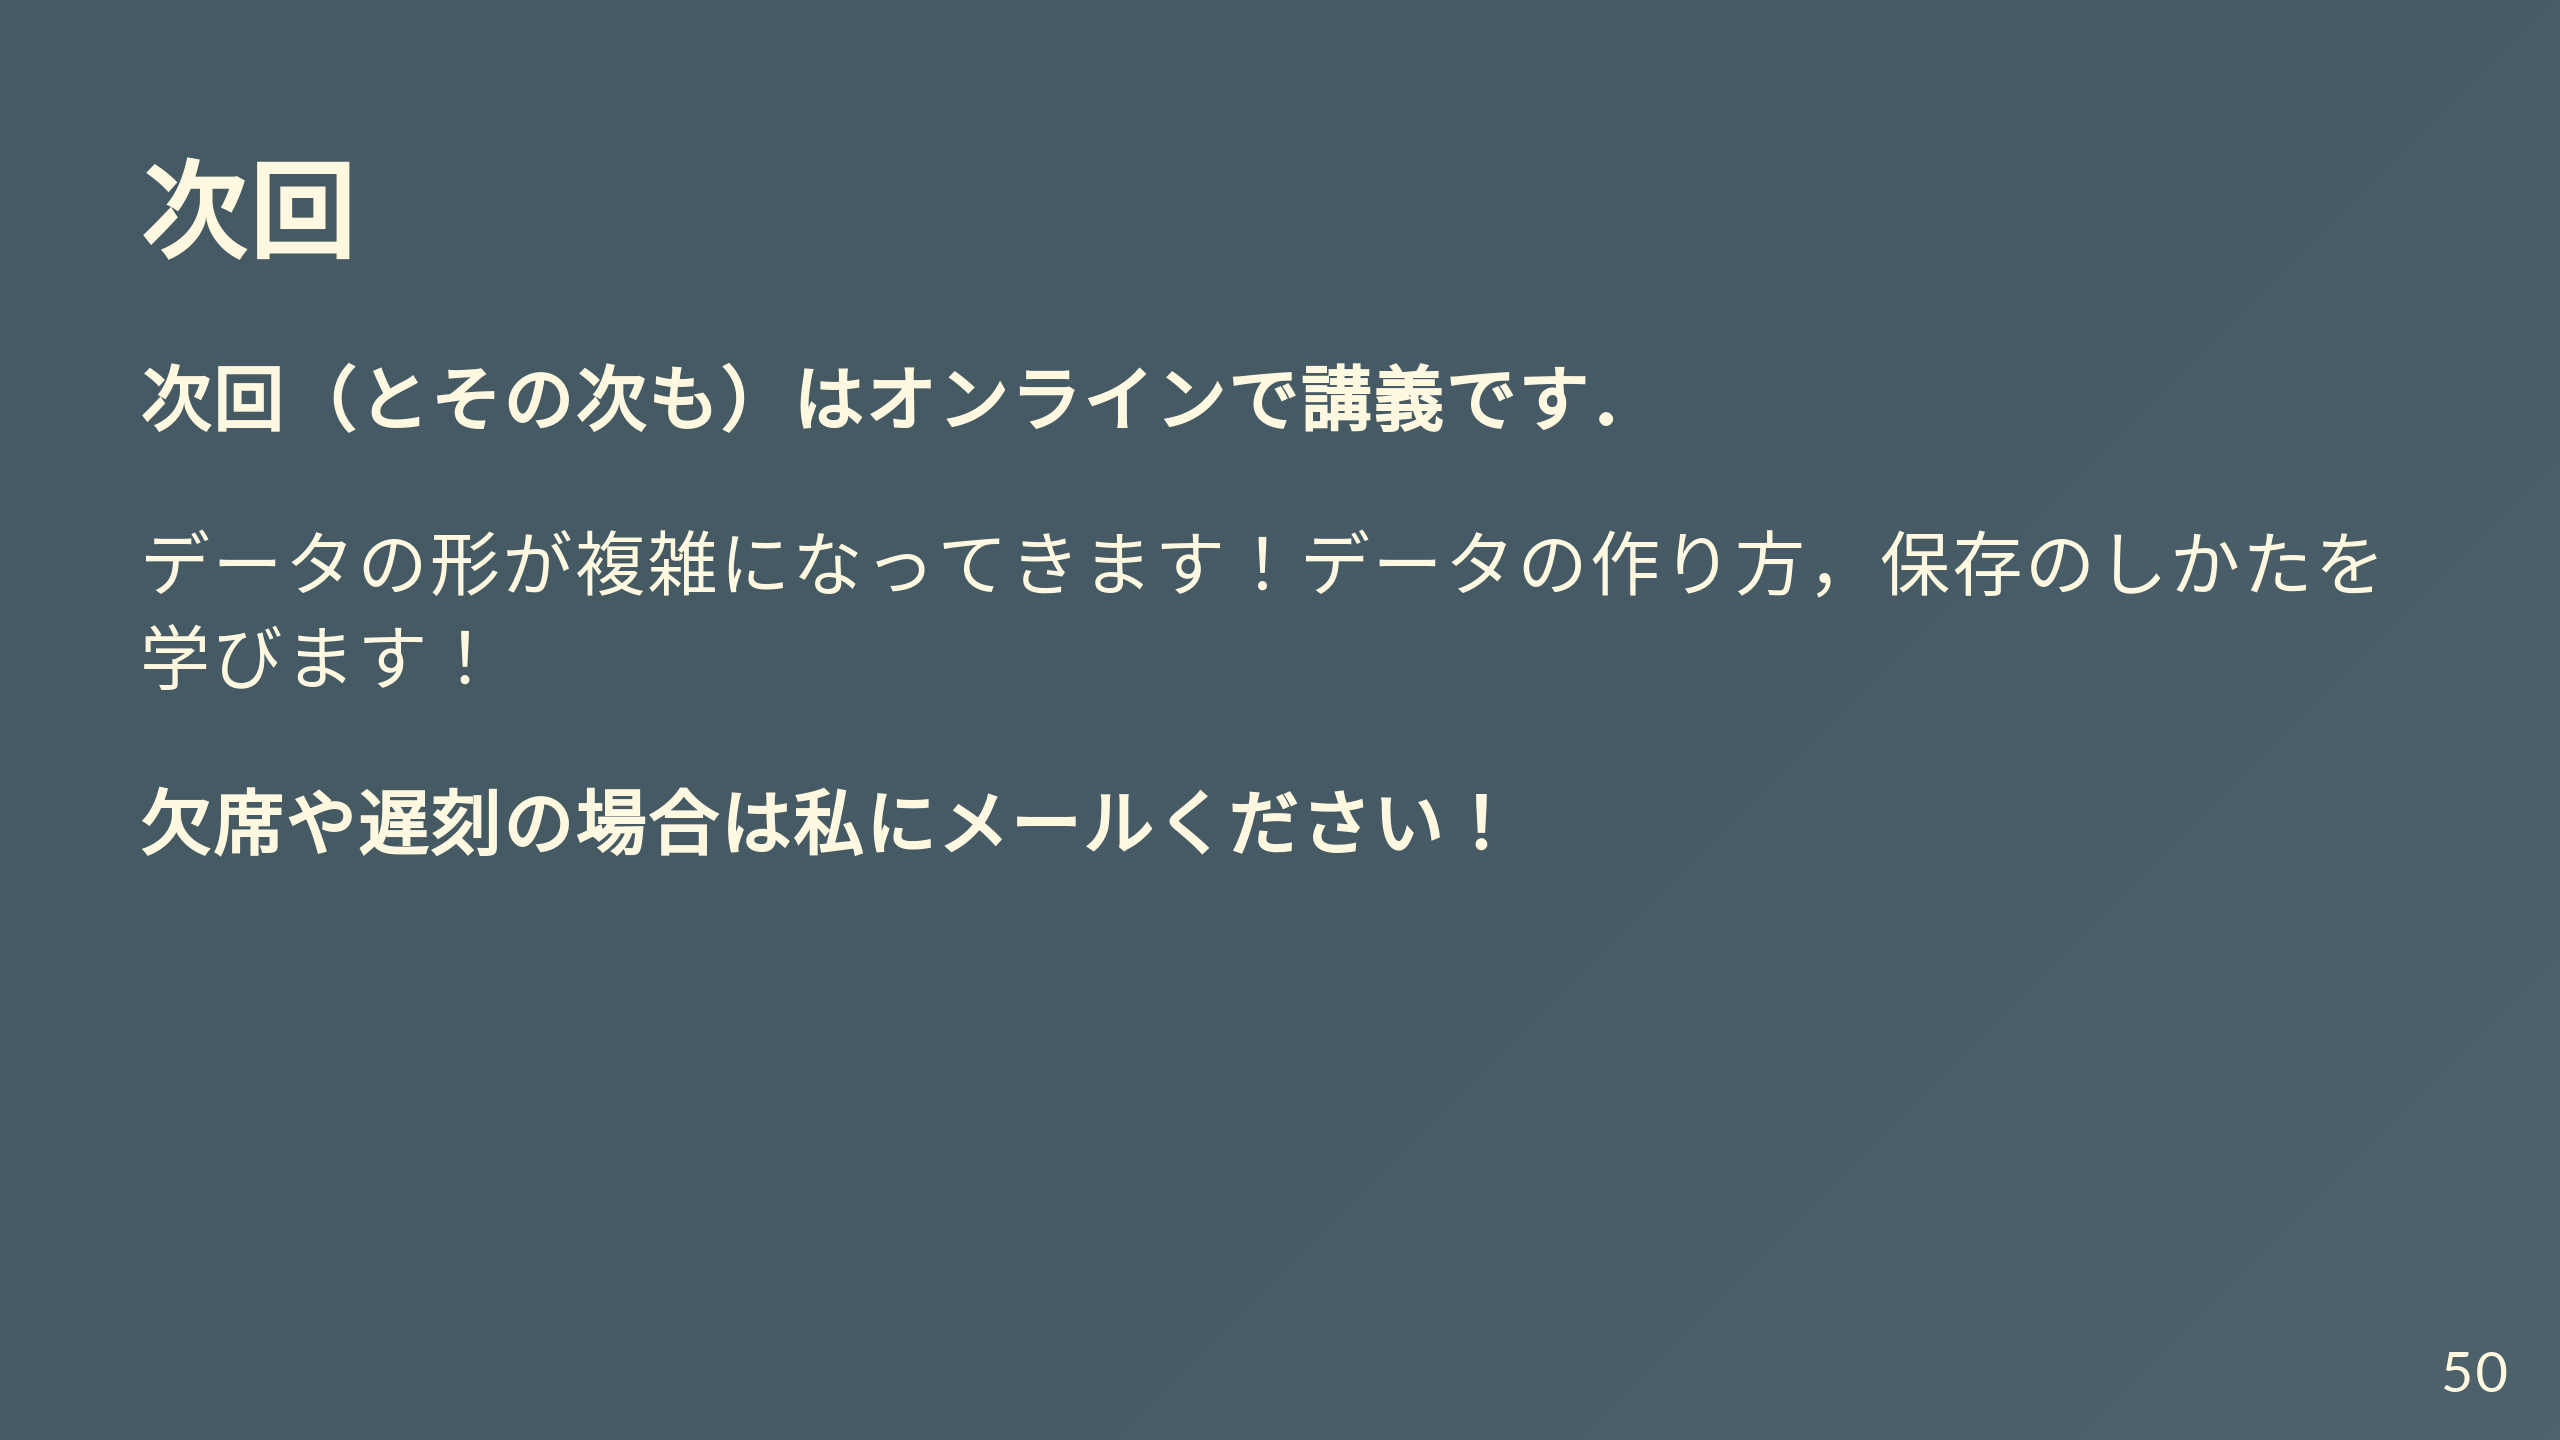 次回
次回（とその次も）はオンラインで講義です．
データの形が複雑になってきます！データの作り方，保存のしかたを
学びます！
欠席や遅刻の場合は私にメールください！
50